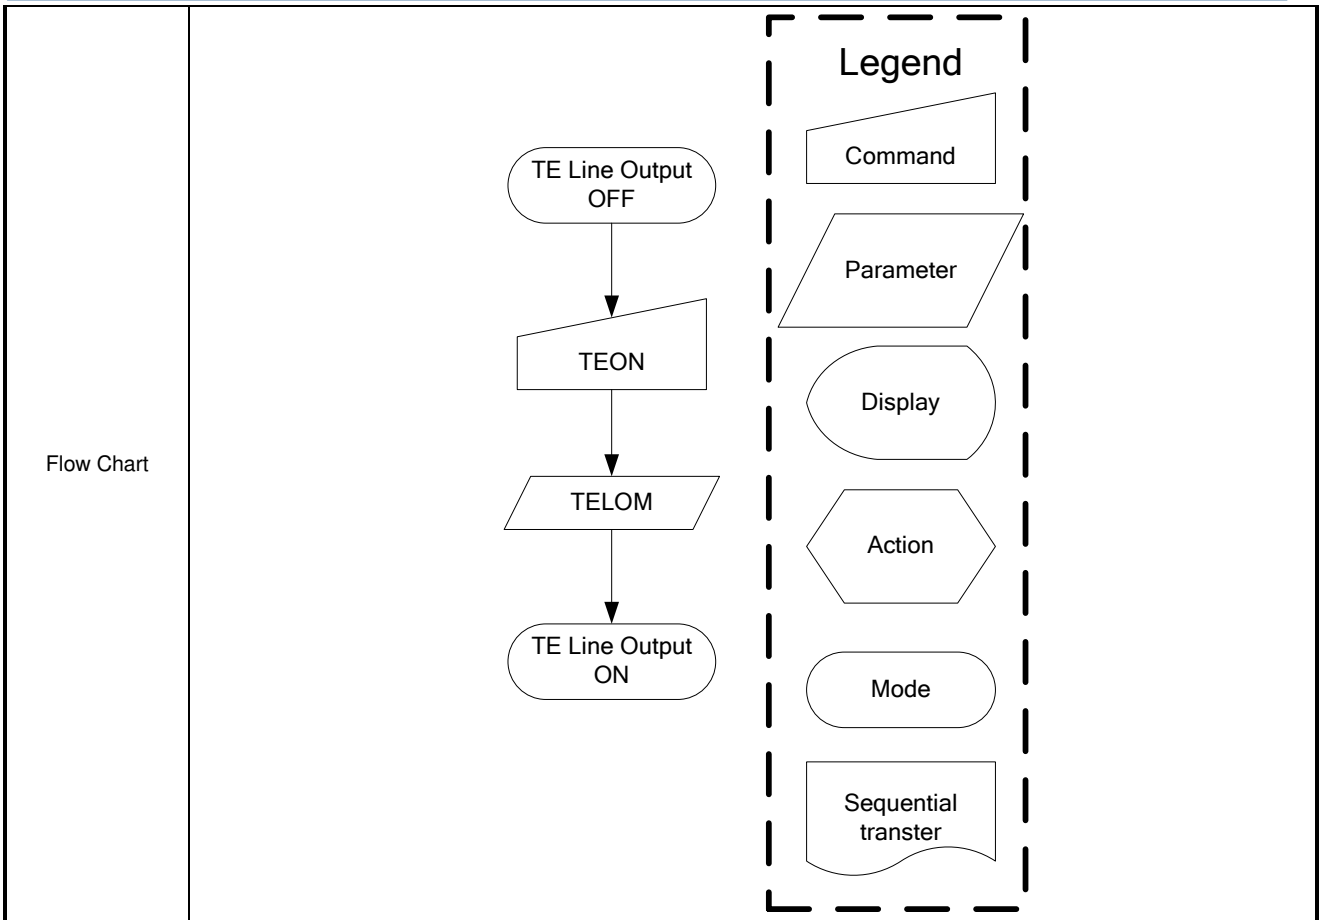 Flow Chart
TE Line Output
OFF
TEON
TELOM
TE Line Output
ON
Legend
Command
Parameter
Display
Action
Mode
Sequential
transter